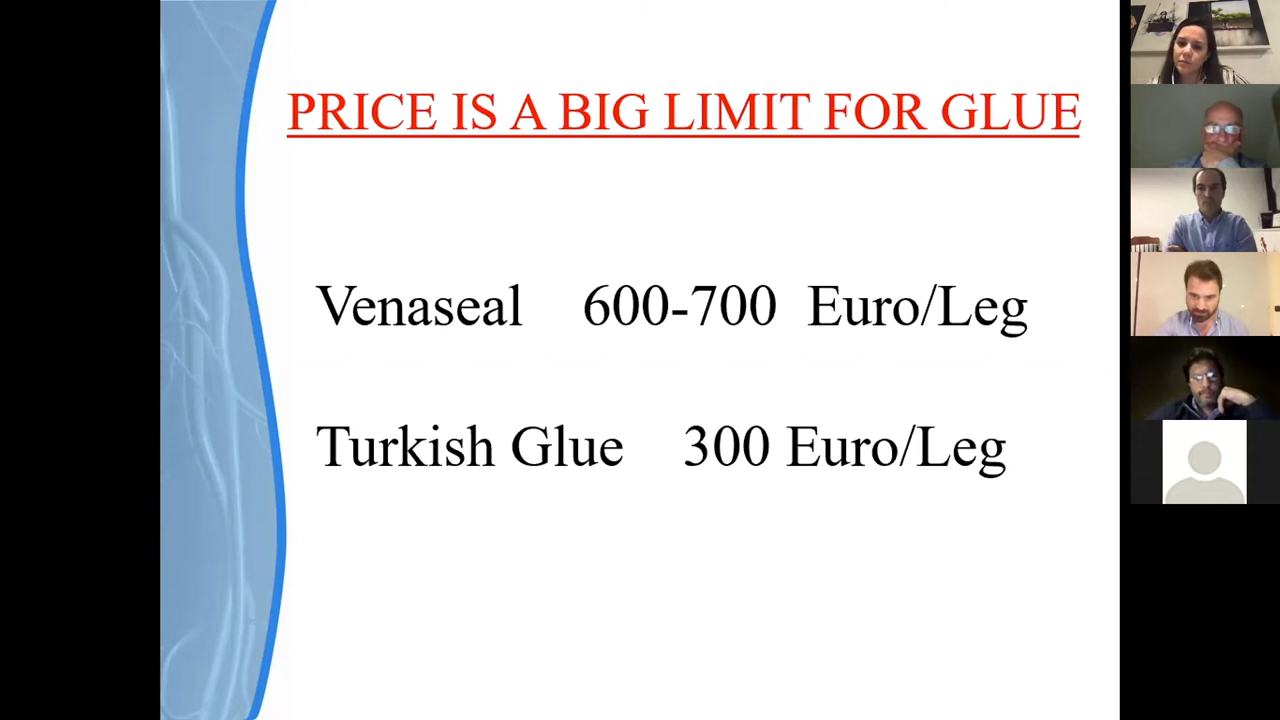 PRICE IS A BIG LIMIT FOR GLUE
Venaseal 600-700 Euro/Leg
Turkish Glue 300 Euro/Leg